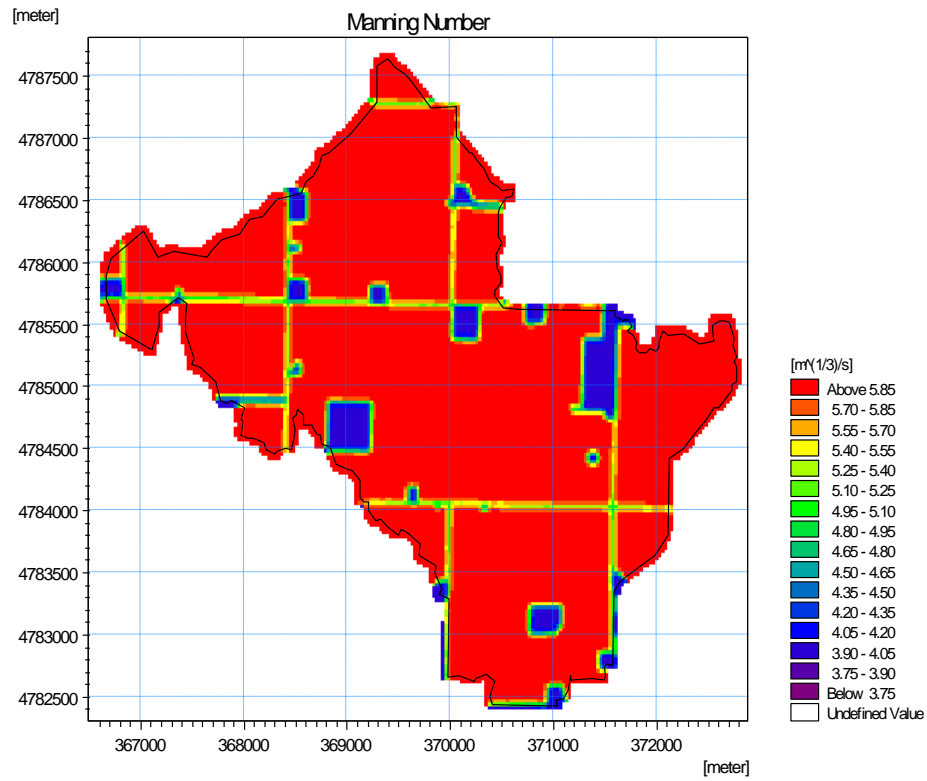 [meter]
Manning Number
4787500
4787000
4786500
4786000
4785500
4785000
4784500
4784000
4783500
4783000
4782500
367000 368000 369000 370000 371000 372000
[meter]
[m^(1/3)/s]
Above 5.85
5.70 - 5.85
5.55 - 5.70
5.40 - 5.55
5.25 - 5.40
5.10 - 5.25
4.95 - 5.10
4.80 - 4.95
4.65 - 4.80
4.50 - 4.65
4.35 - 4.50
4.20 - 4.35
4.05 - 4.20
3.90 - 4.05
3.75 - 3.90
Below 3.75
Undefined Value